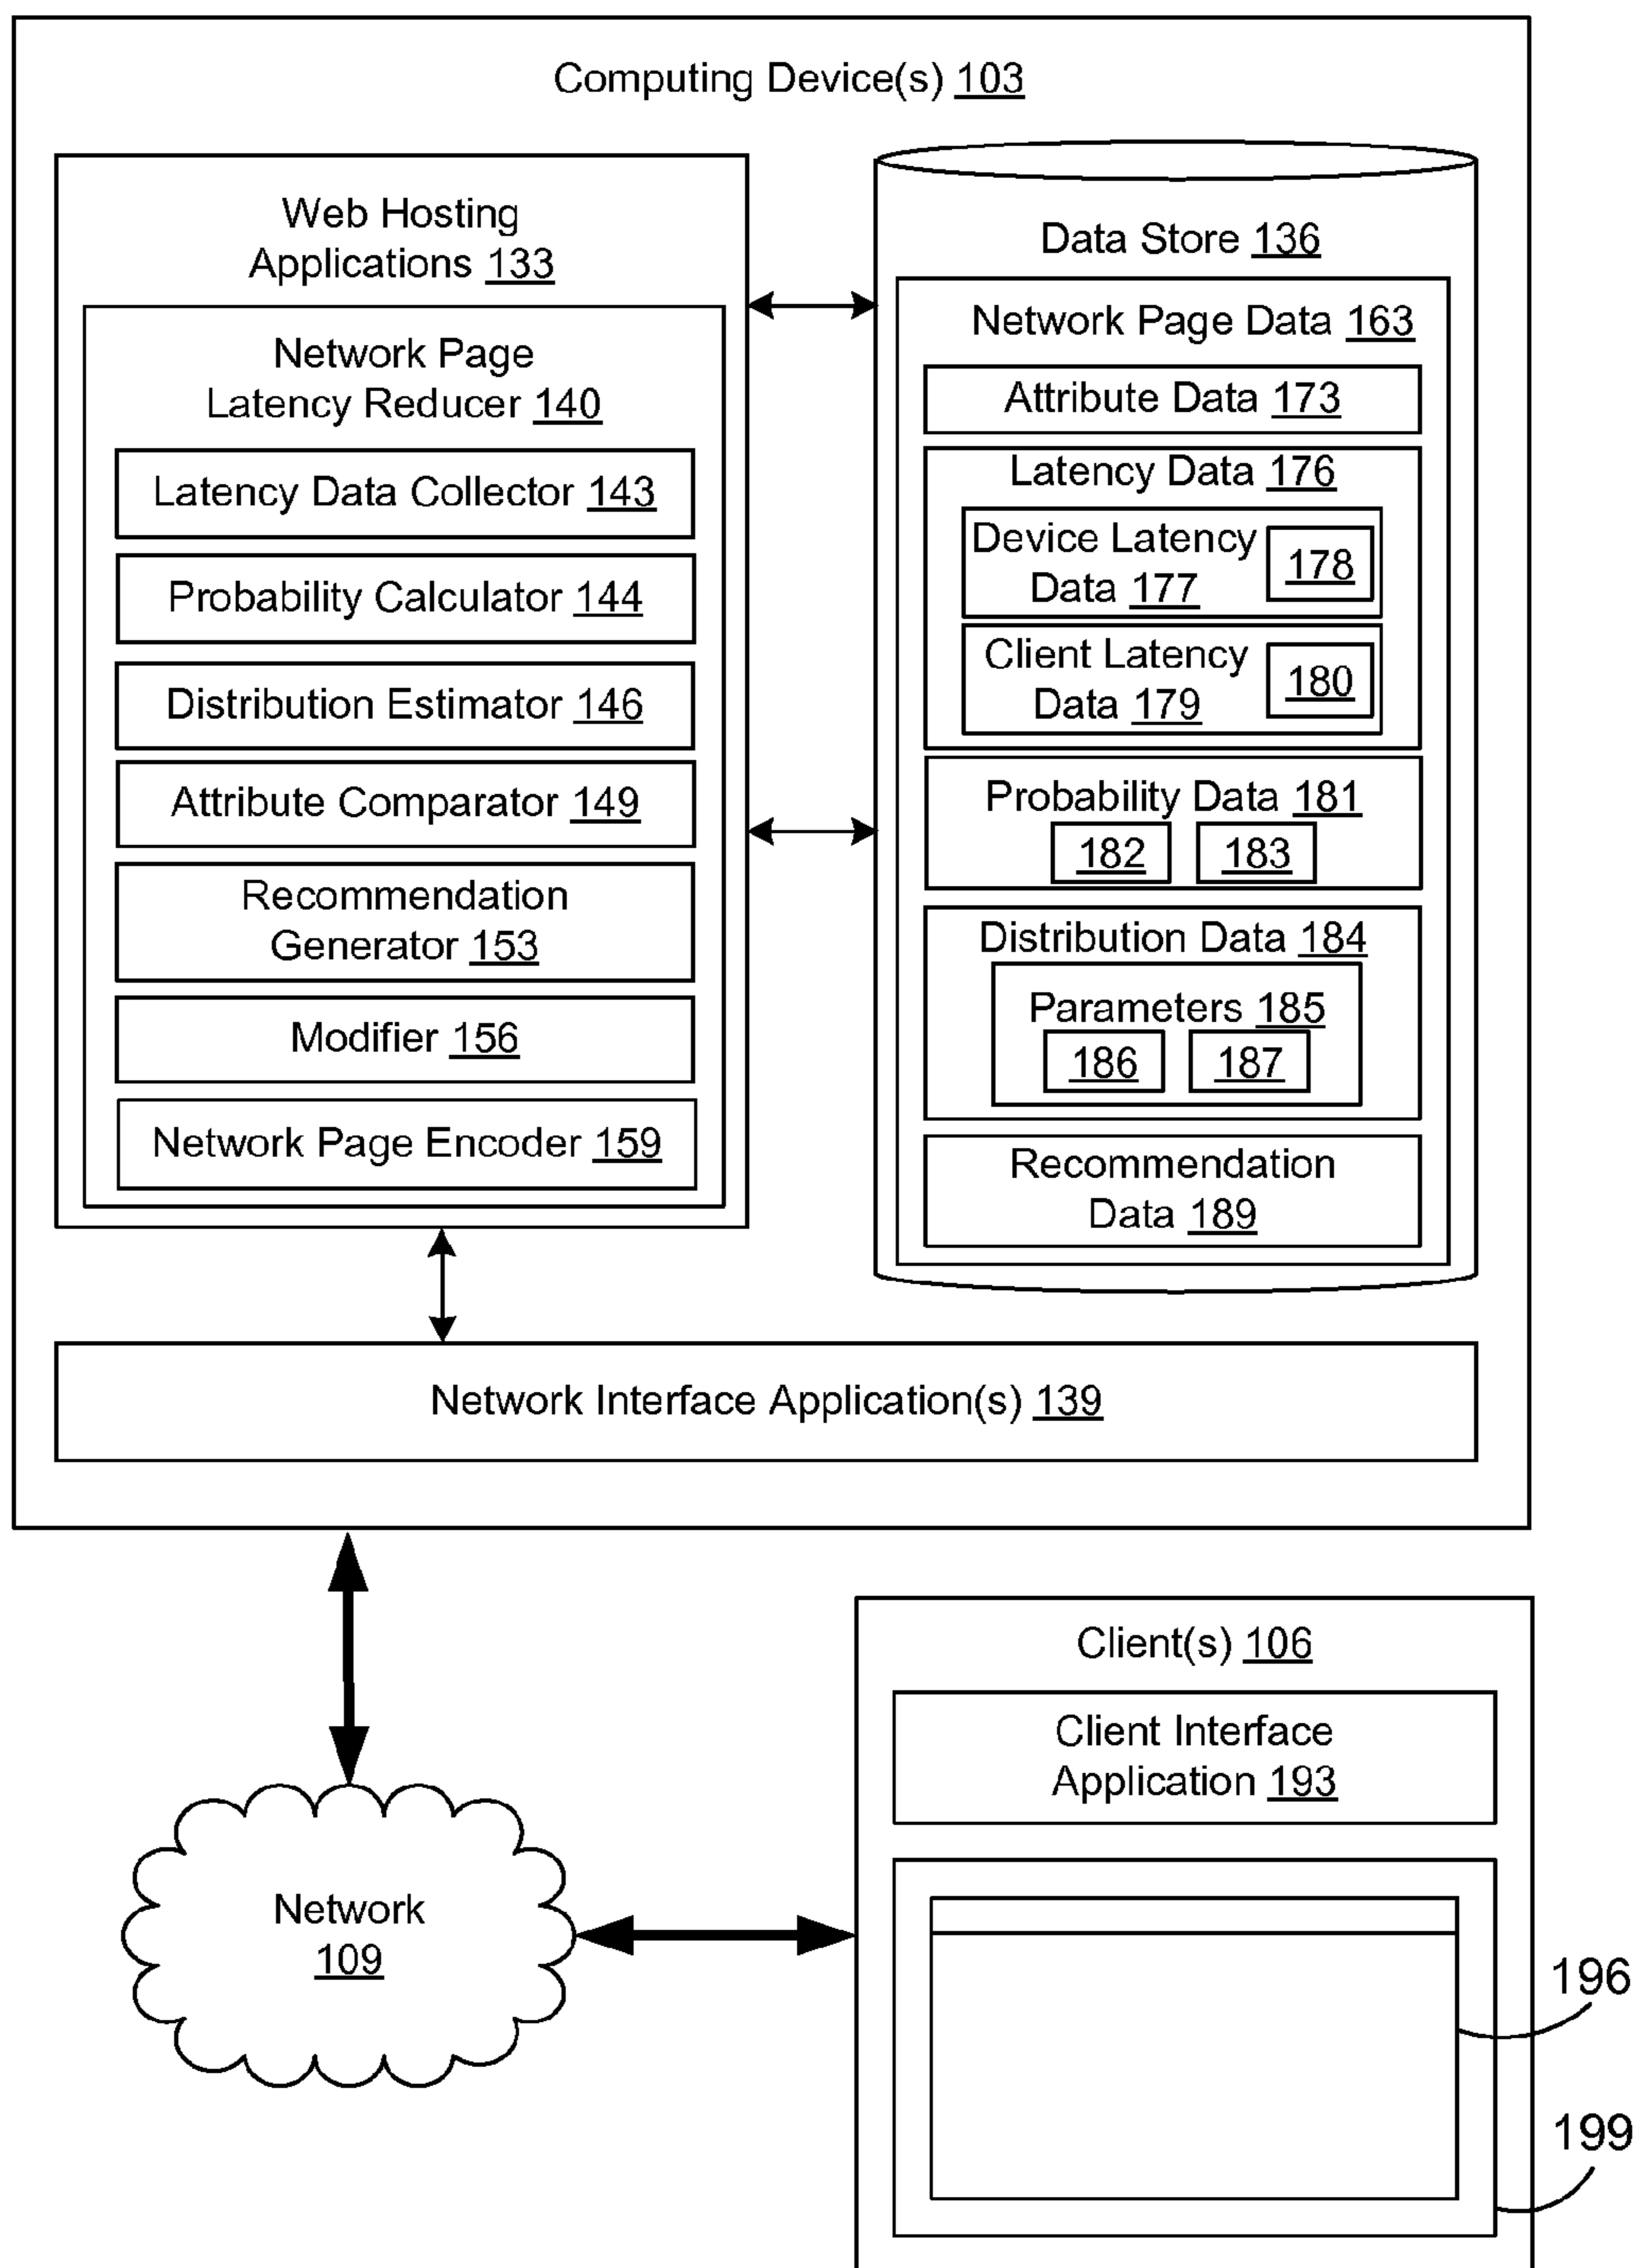 Computing Device(s) 103
Web Hosting
Applications 133
Network Page
Latency Reducer 140
Latency Data Collector 143
Probability Calculator 144
Distribution Estimator 146
Attribute Comparator 149
Recommendation
Generator 153
Modifier 156
Network Page Encoder 159
Data Store 136
Network Page Data 163
Attribute Data 173
Latency Data 176
Device Latency
Data 177
178
Client Latency
Data 179
180
Probability Data 181
182
183
Distribution Data 184
Parameters 185
186
187
Recommendation
Data 189
Network Interface Application(s) 139
Network
109
Client(s) 106
Client Interface
Application 193
196
199